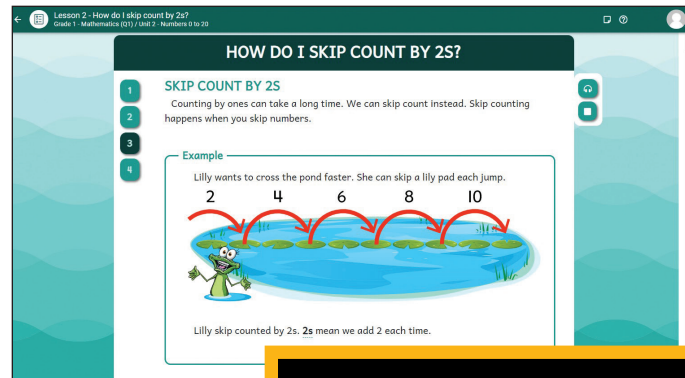 Lesson 2 - How do I skip count by 2s?
Grade 1 - Mathematics (Q1) / Unit 2 - Numbers 0 to 20
HOW DO I SKIP COUNT BY 2S?
1
2
3
4
SKIP COUNT BY 2S
Counting by ones can take a long time. We can skip count instead. Skip counting
happens when you skip numbers.
Example
Lilly wants to cross the pond faster. She can skip a lily pad each jump.
2 4 6 8 10
Lilly skip counted by 2s. 2s mean we add 2 each time.